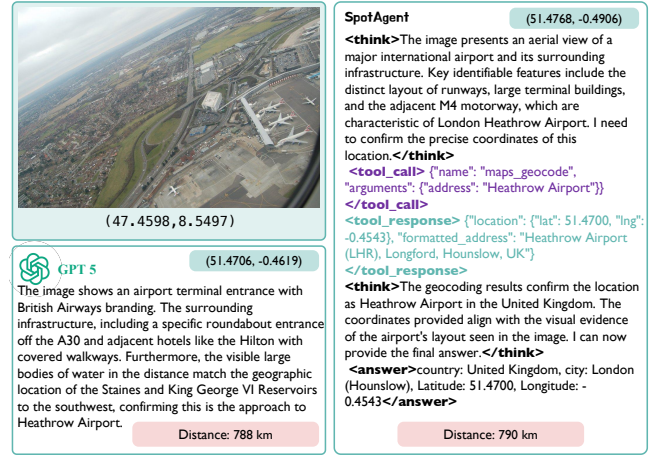 (47.4598,8.5497)
GPT 5
(51.4706, -0.4619)
The image shows an airport terminal entrance with
British Airways branding. The surrounding
infrastructure, including a specific roundabout entrance
off the A30 and adjacent hotels like the Hilton with
covered walkways. Furthermore, the visible large
bodies of water in the distance match the geographic
location of the Staines and King George VI Reservoirs
to the southwest, confirming this is the approach to
Heathrow Airport.
Distance: 788 km
SpotAgent
(51.4768, -0.4906)
<think>The image presents an aerial view of a
major international airport and its surrounding
infrastructure. Key identifiable features include the
distinct layout of runways, large terminal buildings,
and the adjacent M4 motorway, which are
characteristic of London Heathrow Airport. I need
to confirm the precise coordinates of this
location.</think>
<tool_call> {"name": "maps_geocode",
"arguments": {"address": "Heathrow Airport"}}
</tool_call>
<tool_response> {"location": {"lat": 51.4700, "lng":
-0.4543}, "formatted_address": "Heathrow Airport
(LHR), Longford, Hounslow, UK"}
</tool_response>
<think>The geocoding results confirm the location
as Heathrow Airport in the United Kingdom. The
coordinates provided align with the visual evidence
of the airport's layout seen in the image. I can now
provide the final answer.</think>
<answer>country: United Kingdom, city: London
(Hounslow), Latitude: 51.4700, Longitude: -
0.4543</answer>
Distance: 790 km